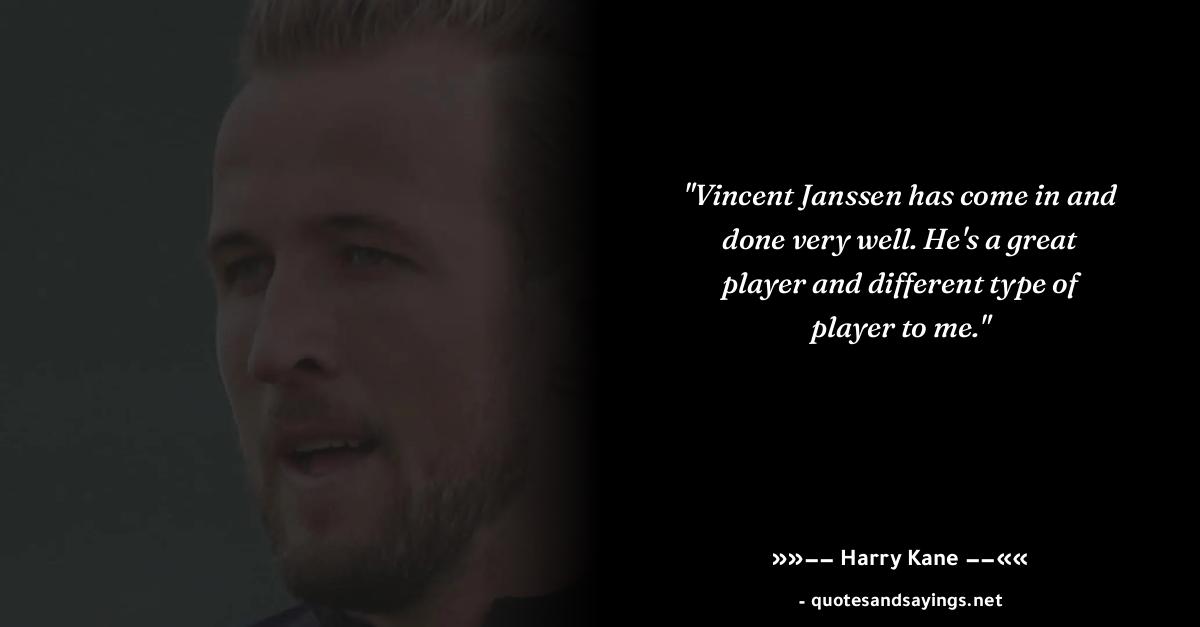 "Vincent Janssen has come in and
done very well. He's a great
player and different type of
player to me."
»»–– Harry Kane ––««
- quotesandsayings.net